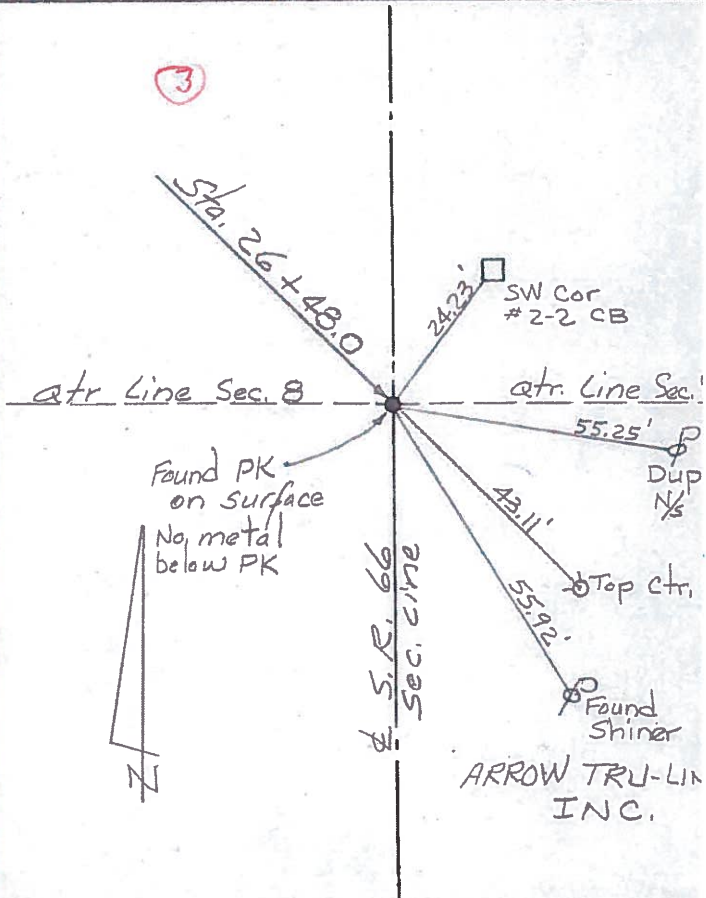 3
Sta. 26 + 48.0
24.23'
SW Cor
#2-2 CB
Qtr Line Sec. 8
Qtr. Line Sec.
55.25'
Dup
N/s
Found PK
on surface
No metal
below PK
43.11'
Top Ctr.
55.92'
Found
Shiner
℄ S.R. 66
Sec. Line
N
ARROW TRU-LIN
INC.